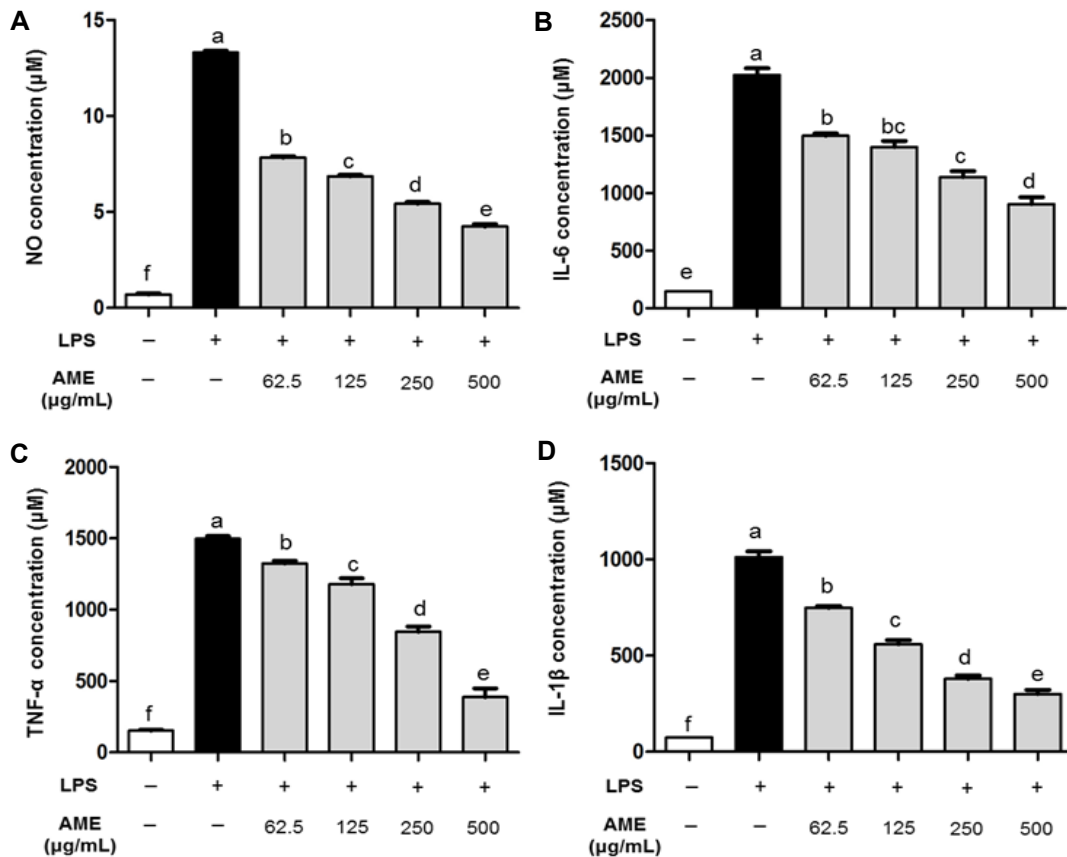 A
NO concentration (µM)
15
10
5
0
f
a
b
c
d
e
LPS – + + + + +
AME – – 62.5 125 250 500
(µg/mL)
B
IL-6 concentration (µM)
2500
2000
1500
1000
500
0
e
a
b
bc
c
d
LPS – + + + + +
AME – – 62.5 125 250 500
(µg/mL)
C
TNF-α concentration (µM)
2000
1500
1000
500
0
f
a
b
c
d
e
LPS – + + + + +
AME – – 62.5 125 250 500
(µg/mL)
D
IL-1β concentration (µM)
1500
1000
500
0
f
a
b
c
d
e
LPS – + + + + +
AME – – 62.5 125 250 500
(µg/mL)